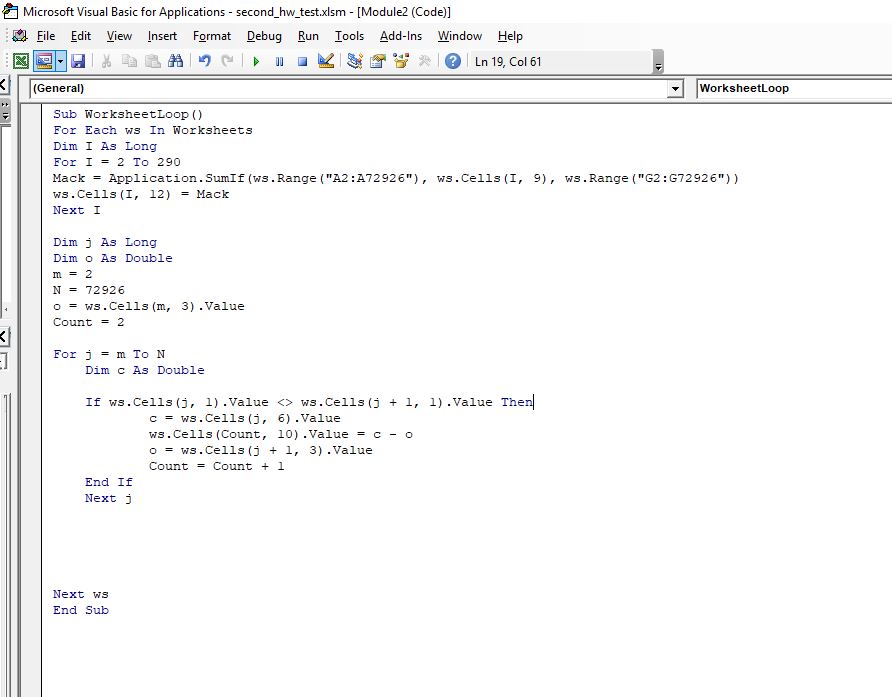 Microsoft Visual Basic for Applications - second_hw_test.xlsm - [Module2 (Code)]
File Edit View Insert Format Debug Run Tools Add-Ins Window Help
Ln 19, Col 61
(General) WorksheetLoop
Sub WorksheetLoop()
For Each ws In Worksheets
Dim I As Long
For I = 2 To 290
Mack = Application.SumIf(ws.Range("A2:A72926"), ws.Cells(I, 9), ws.Range("G2:G72926"))
ws.Cells(I, 12) = Mack
Next I
Dim j As Long
Dim o As Double
m = 2
N = 72926
o = ws.Cells(m, 3).Value
Count = 2
For j = m To N
Dim c As Double
If ws.Cells(j, 1).Value <> ws.Cells(j + 1, 1).Value Then
c = ws.Cells(j, 6).Value
ws.Cells(Count, 10).Value = c - o
o = ws.Cells(j + 1, 3).Value
Count = Count + 1
End If
Next j
Next ws
End Sub